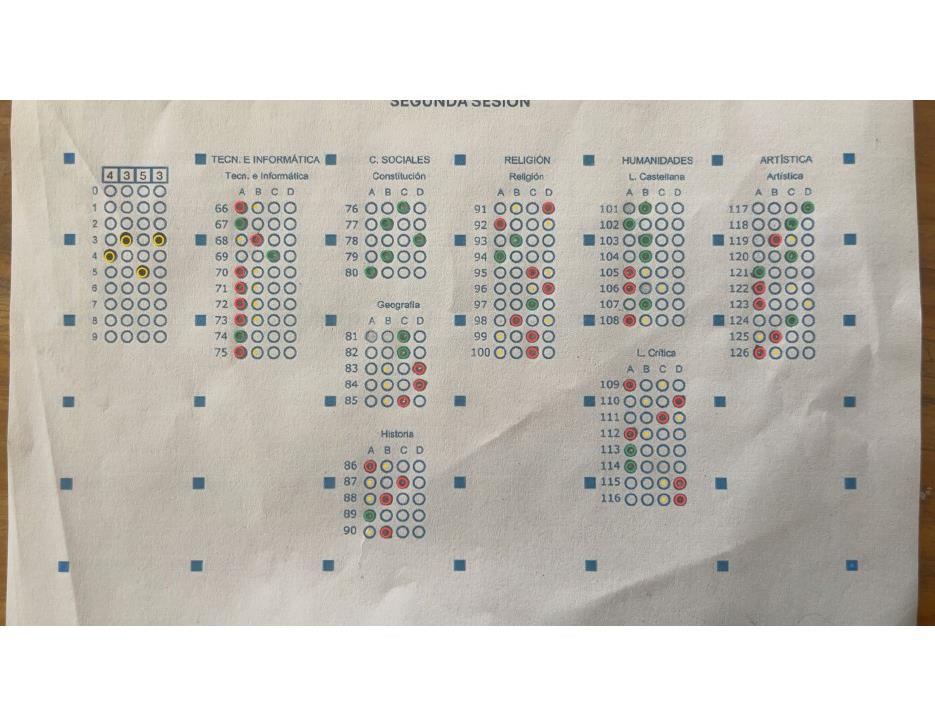 SEGUNDA SESIÓN
TECN. E INFORMÁTICA C. SOCIALES RELIGIÓN HUMANIDADES ARTÍSTICA
4 3 5 3 Tecn. e Informática Constitución Religión L. Castellana Artística
0 A B C D A B C D A B C D A B C D A B C D
1 66 76 91 101 117
2 67 77 92 102 118
3 68 78 93 103 119
4 69 79 94 104 120
5 70 80 95 105 121
6 71 96 106 122
7 72 Geografía 97 107 123
8 73 A B C D 98 108 124
9 74 81 99 125
75 82 100 L. Crítica 126
83 A B C D
84 109
85 110
111
Historia 112
A B C D 113
86 114
87 115
88 116
89
90